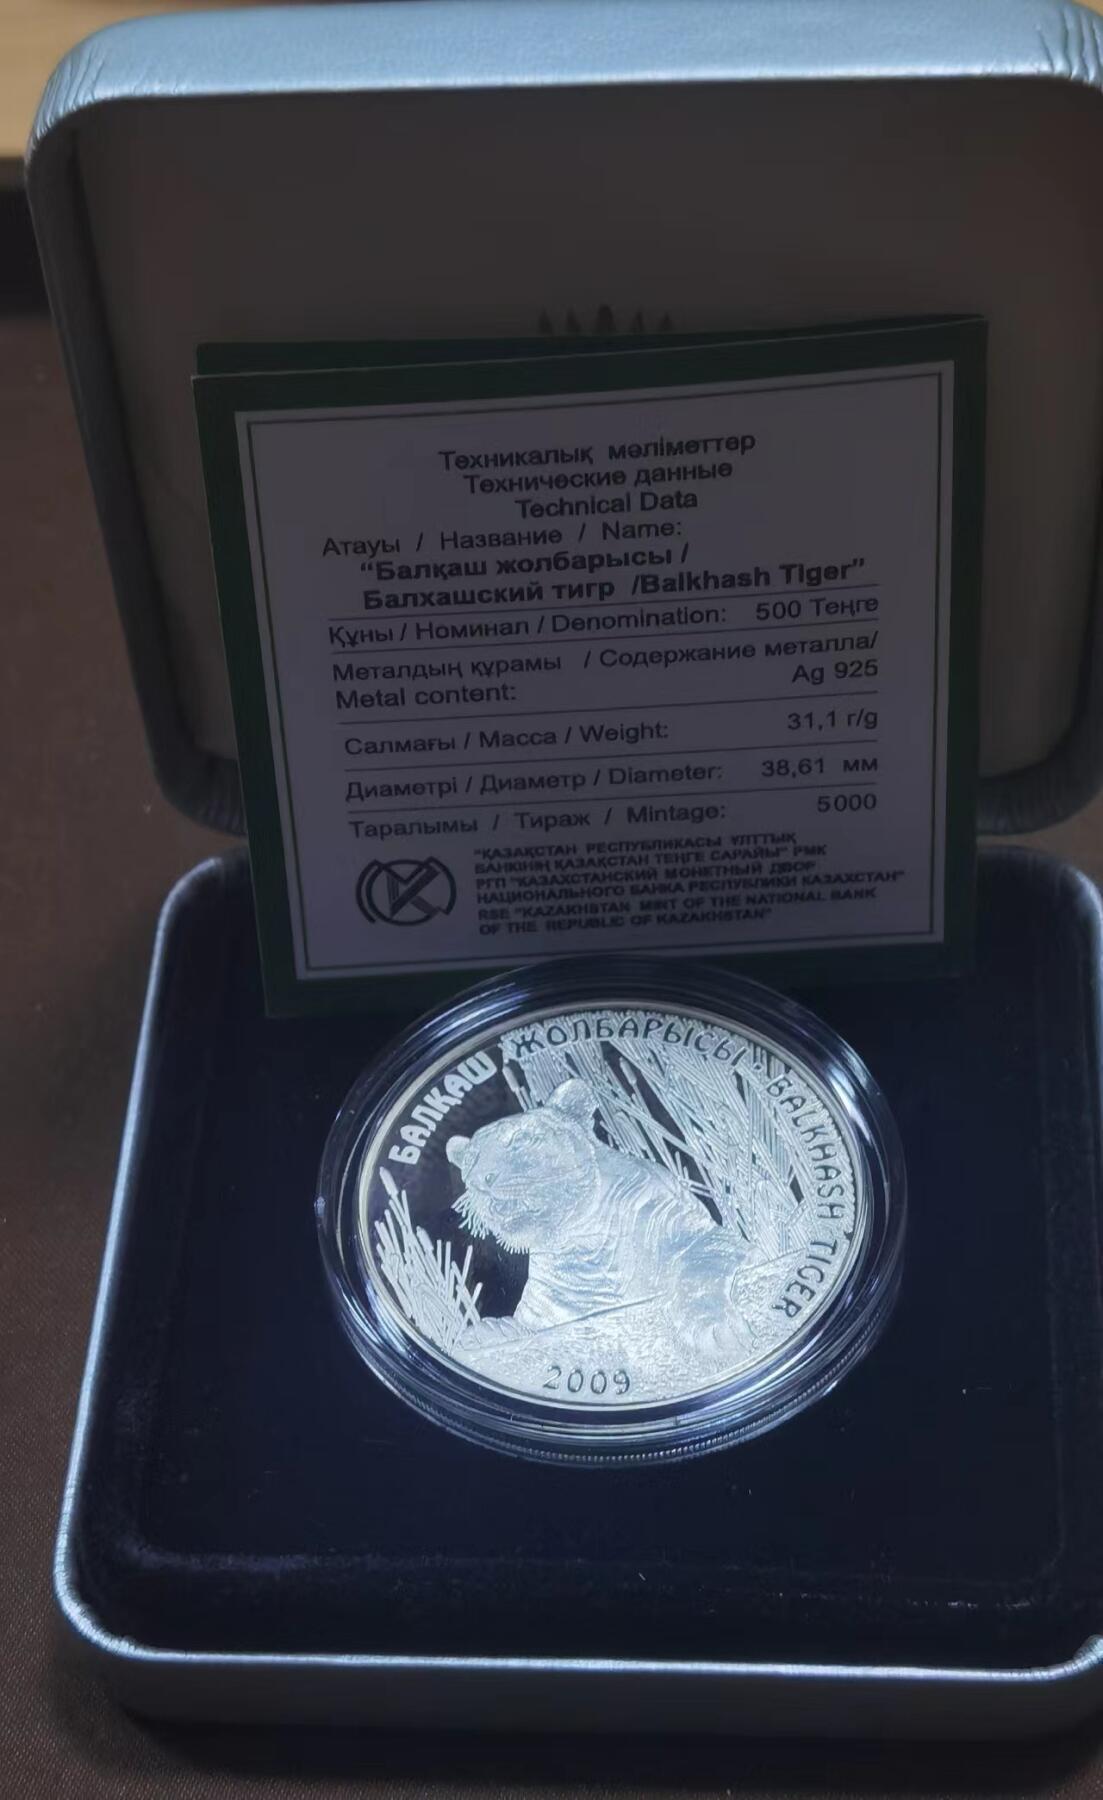 Техникалық мәліметтер
Технические данные
Technical Data
Атауы / Название / Name:
“Балқаш жолбарысы /
Балхашский тигр /Balkhash Tiger”
Құны / Номинал / Denomination: 500 Теңге
Металдың құрамы / Содержание металла/
Metal content: Ag 925
Салмағы / Масса / Weight: 31,1 г/g
Диаметрі / Диаметр / Diameter: 38,61 мм
Таралымы / Тираж / Mintage: 5000
"ҚАЗАҚСТАН РЕСПУБЛИКАСЫ ҰЛТТЫҚ
БАНКІНІҢ ҚАЗАҚСТАН ТЕҢГЕ САРАЙЫ" РМК
РГП "КАЗАХСТАНСКИЙ МОНЕТНЫЙ ДВОР
НАЦИОНАЛЬНОГО БАНКА РЕСПУБЛИКИ КАЗАХСТАН"
RSE "KAZAKHSTAN MINT OF THE NATIONAL BANK
OF THE REPUBLIC OF KAZAKHSTAN"
БАЛҚАШ ЖОЛБАРЫСЫ · BALKHASH TIGER
2009